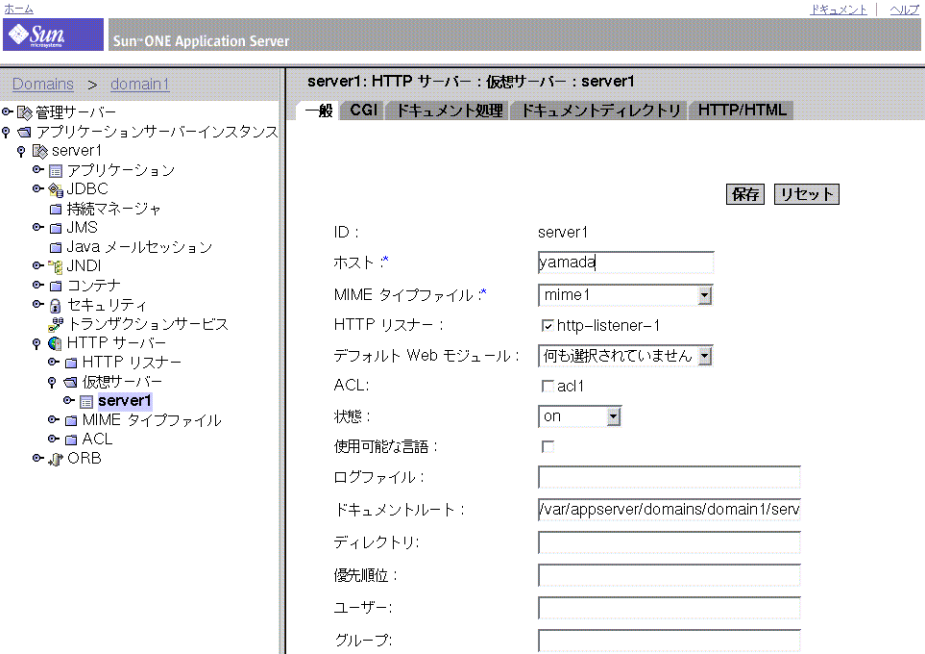 ホーム
ドキュメント | ヘルプ
Sun microsystems
Sun™ ONE Application Server
Domains > domain1
管理サーバー
アプリケーションサーバーインスタンス
server1
アプリケーション
JDBC
持続マネージャ
JMS
Java メールセッション
JNDI
コンテナ
セキュリティ
トランザクションサービス
HTTP サーバー
HTTP リスナー
仮想サーバー
server1
MIME タイプファイル
ACL
ORB
server1: HTTP サーバー : 仮想サーバー : server1
一般 CGI ドキュメント処理 ドキュメントディレクトリ HTTP/HTML
保存 リセット
ID : server1
ホスト :* yamada
MIME タイプファイル :* mime1
HTTP リスナー : http-listener-1
デフォルト Web モジュール : 何も選択されていません
ACL: acl1
状態 : on
使用可能な言語 :
ログファイル :
ドキュメントルート : /var/appserver/domains/domain1/serv
ディレクトリ:
優先順位 :
ユーザー:
グループ: